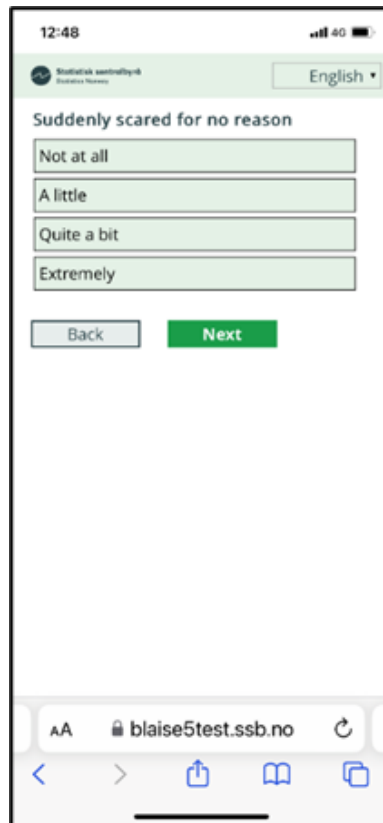 12:48
4G
Statistisk sentralbyrå
Statistics Norway
English
Suddenly scared for no reason
Not at all
A little
Quite a bit
Extremely
Back
Next
AA
blaise5test.ssb.no